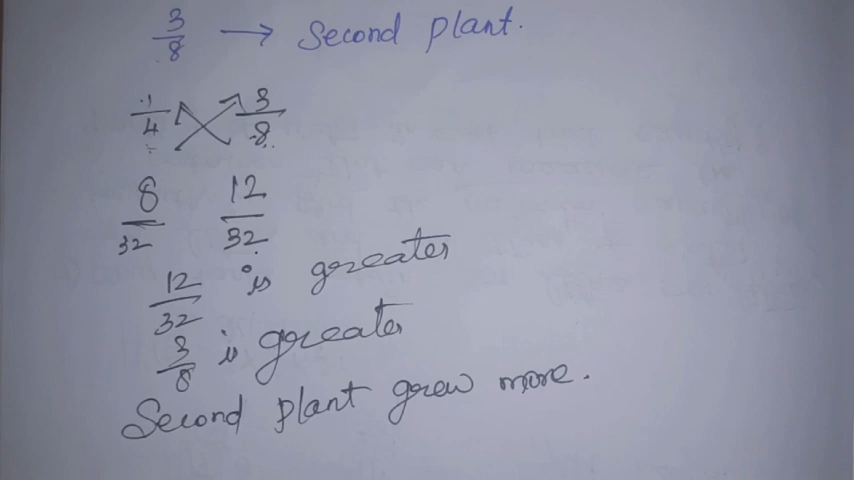 3/8 → Second plant.
1/4 3/8
8/32 12/32
12/32 is greater
3/8 is greater
Second plant grew more.